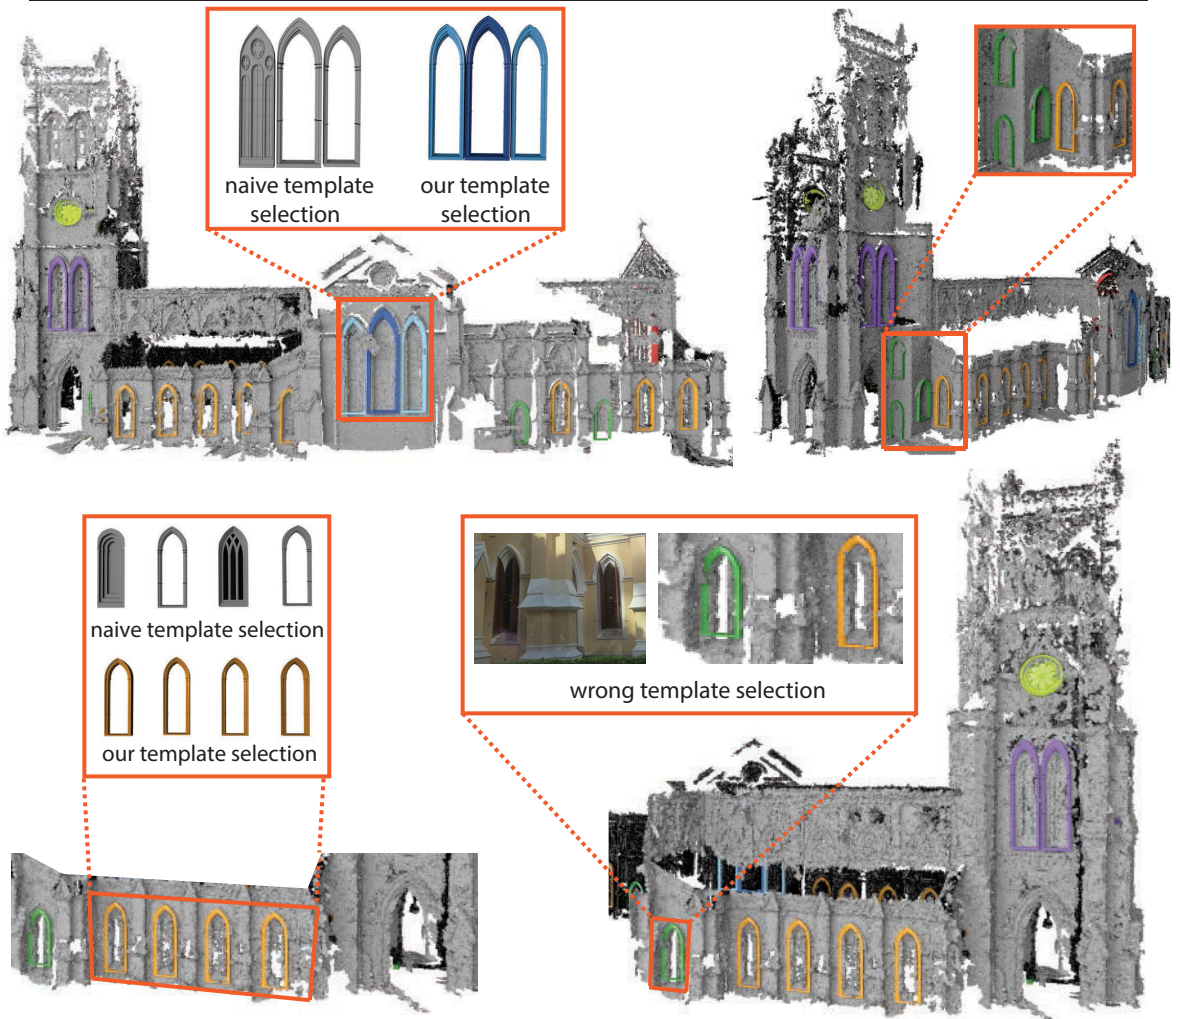 naive template
selection
our template
selection
naive template selection
our template selection
wrong template selection